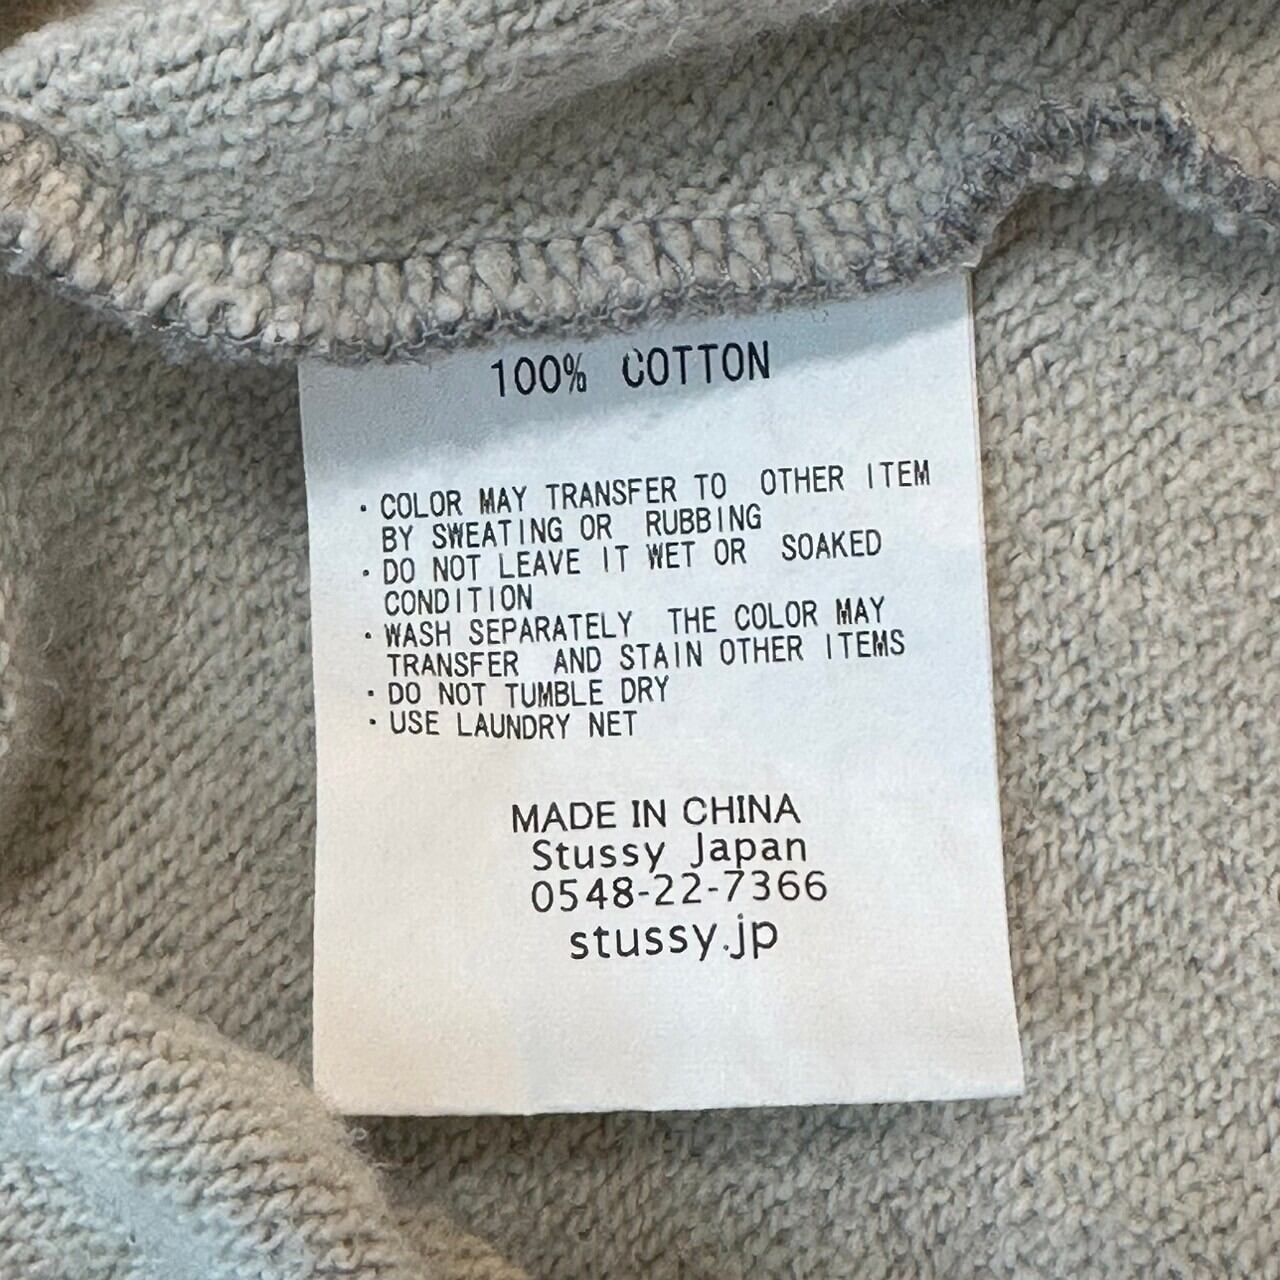 100% COTTON
・COLOR MAY TRANSFER TO OTHER ITEM
BY SWEATING OR RUBBING
・DO NOT LEAVE IT WET OR SOAKED
CONDITION
・WASH SEPARATELY THE COLOR MAY
TRANSFER AND STAIN OTHER ITEMS
・DO NOT TUMBLE DRY
・USE LAUNDRY NET
MADE IN CHINA
Stussy Japan
0548-22-7366
stussy.jp